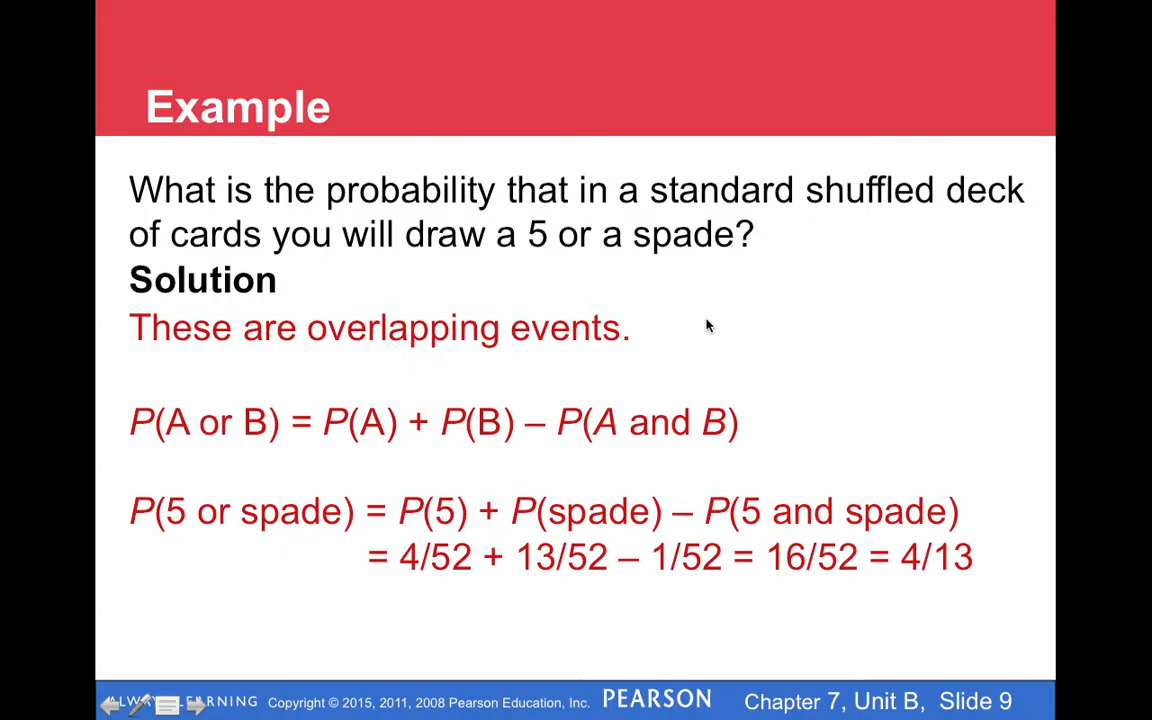 Example
What is the probability that in a standard shuffled deck
of cards you will draw a 5 or a spade?
Solution
These are overlapping events.
P(A or B) = P(A) + P(B) – P(A and B)
P(5 or spade) = P(5) + P(spade) – P(5 and spade)
= 4/52 + 13/52 – 1/52 = 16/52 = 4/13
ALWAYS LEARNING Copyright © 2015, 2011, 2008 Pearson Education, Inc. PEARSON Chapter 7, Unit B, Slide 9